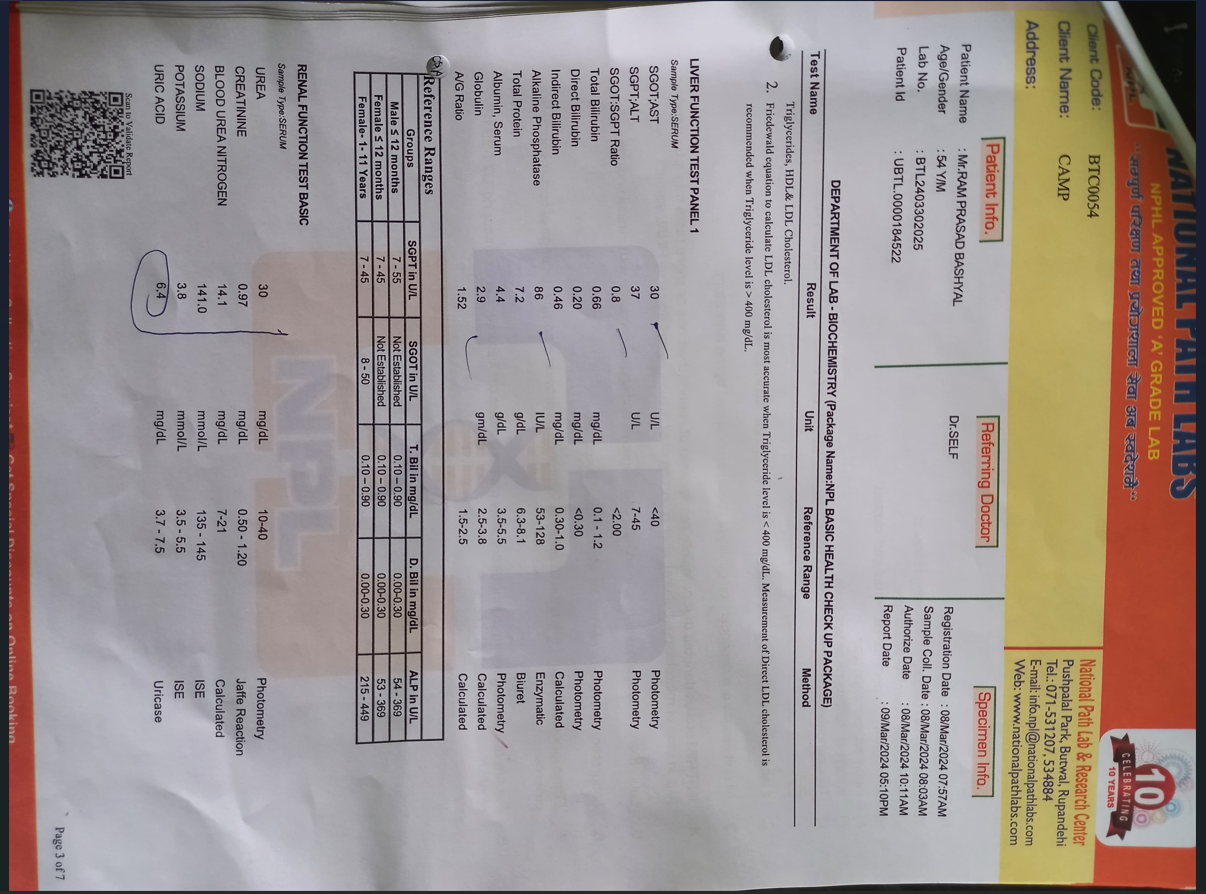 NATIONAL PATH LABS
NPHL APPROVED 'A' GRADE LAB
"सम्पूर्ण परिक्षण तथा प्रयोगशाला सेवा अब स्वदेशमै"
10
CELEBRATING
10 YEARS
Client Code: BTC0054
Client Name: CAMP
Address:
National Path Lab & Research Center
Pushpalal Park, Butwal, Rupandehi
Tel.: 071-531207, 534884
E-mail: info.npl@nationalpathlabs.com
Web: www.nationalpathlabs.com
Patient Info. Referring Doctor Specimen Info.
Patient Name : Mr.RAM PRASAD BASHYAL Dr.SELF Registration Date : 08/Mar/2024 07:57AM
Age/Gender : 54 Y/M Sample Coll. Date : 08/Mar/2024 08:03AM
Lab No. : BTL2403302025 Authorize Date : 08/Mar/2024 10:11AM
Patient Id : UBTL.0000184522 Report Date : 09/Mar/2024 05:10PM
DEPARTMENT OF LAB - BIOCHEMISTRY (Package Name:NPL BASIC HEALTH CHECK UP PACKAGE)
Test Name Result Unit Reference Range Method
Triglycerides, HDL& LDL Cholesterol.
2. Friedewald equation to calculate LDL cholesterol is most accurate when Triglyceride level is < 400 mg/dL. Measurement of Direct LDL cholesterol is
recommended when Triglyceride level is > 400 mg/dL.
LIVER FUNCTION TEST PANEL 1
Sample Type:SERUM
SGOT;AST 30 U/L <40 Photometry
SGPT;ALT 37 U/L 7-45 Photometry
SGOT:SGPT Ratio 0.8 <2.00
Total Bilirubin 0.66 mg/dL 0.1 - 1.2 Photometry
Direct Bilirubin 0.20 mg/dL <0.30 Photometry
Indirect Bilirubin 0.46 mg/dL 0.30-1.0 Calculated
Alkaline Phosphatase 86 IU/L 53-128 Enzymatic
Total Protein 7.2 g/dL 6.3-8.1 Biuret
Albumin, Serum 4.4 g/dL 3.5-5.5 Photometry
Globulin 2.9 gm/dL 2.5-3.8 Calculated
A/G Ratio 1.52 1.5-2.5 Calculated
Reference Ranges
Groups SGPT in U/L SGOT in U/L T. Bil in mg/dL D. Bil in mg/dL ALP in U/L
Male ≤ 12 months 7 - 55 Not Established 0.10 – 0.90 0.00-0.30 54 - 369
Female ≤ 12 months 7 - 45 Not Established 0.10 – 0.90 0.00-0.30 53 - 369
Female- 1- 11 Years 7 - 45 8 - 50 0.10 – 0.90 0.00-0.30 215 - 449
RENAL FUNCTION TEST BASIC
Sample Type:SERUM
UREA 30 mg/dL 10-40 Photometry
CREATININE 0.97 mg/dL 0.50 - 1.20 Jaffe Reaction
BLOOD UREA NITROGEN 14.1 mg/dL 7-21 Calculated
SODIUM 141.0 mmol/L 135 - 145 ISE
POTASSIUM 3.8 mmol/L 3.5 - 5.5 ISE
URIC ACID 6.4 mg/dL 3.7 - 7.5 Uricase
NPL
Scan to Validate Report
Page 3 of 7